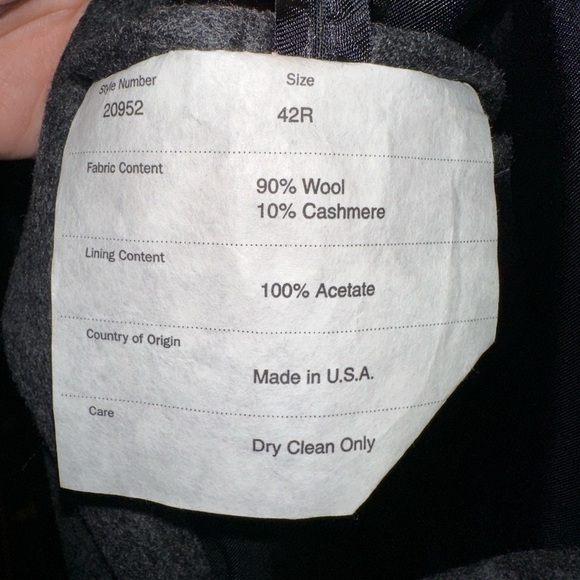 Style Number
Size
20952
42R
Fabric Content
90% Wool
10% Cashmere
Lining Content
100% Acetate
Country of Origin
Made in U.S.A.
Care
Dry Clean Only